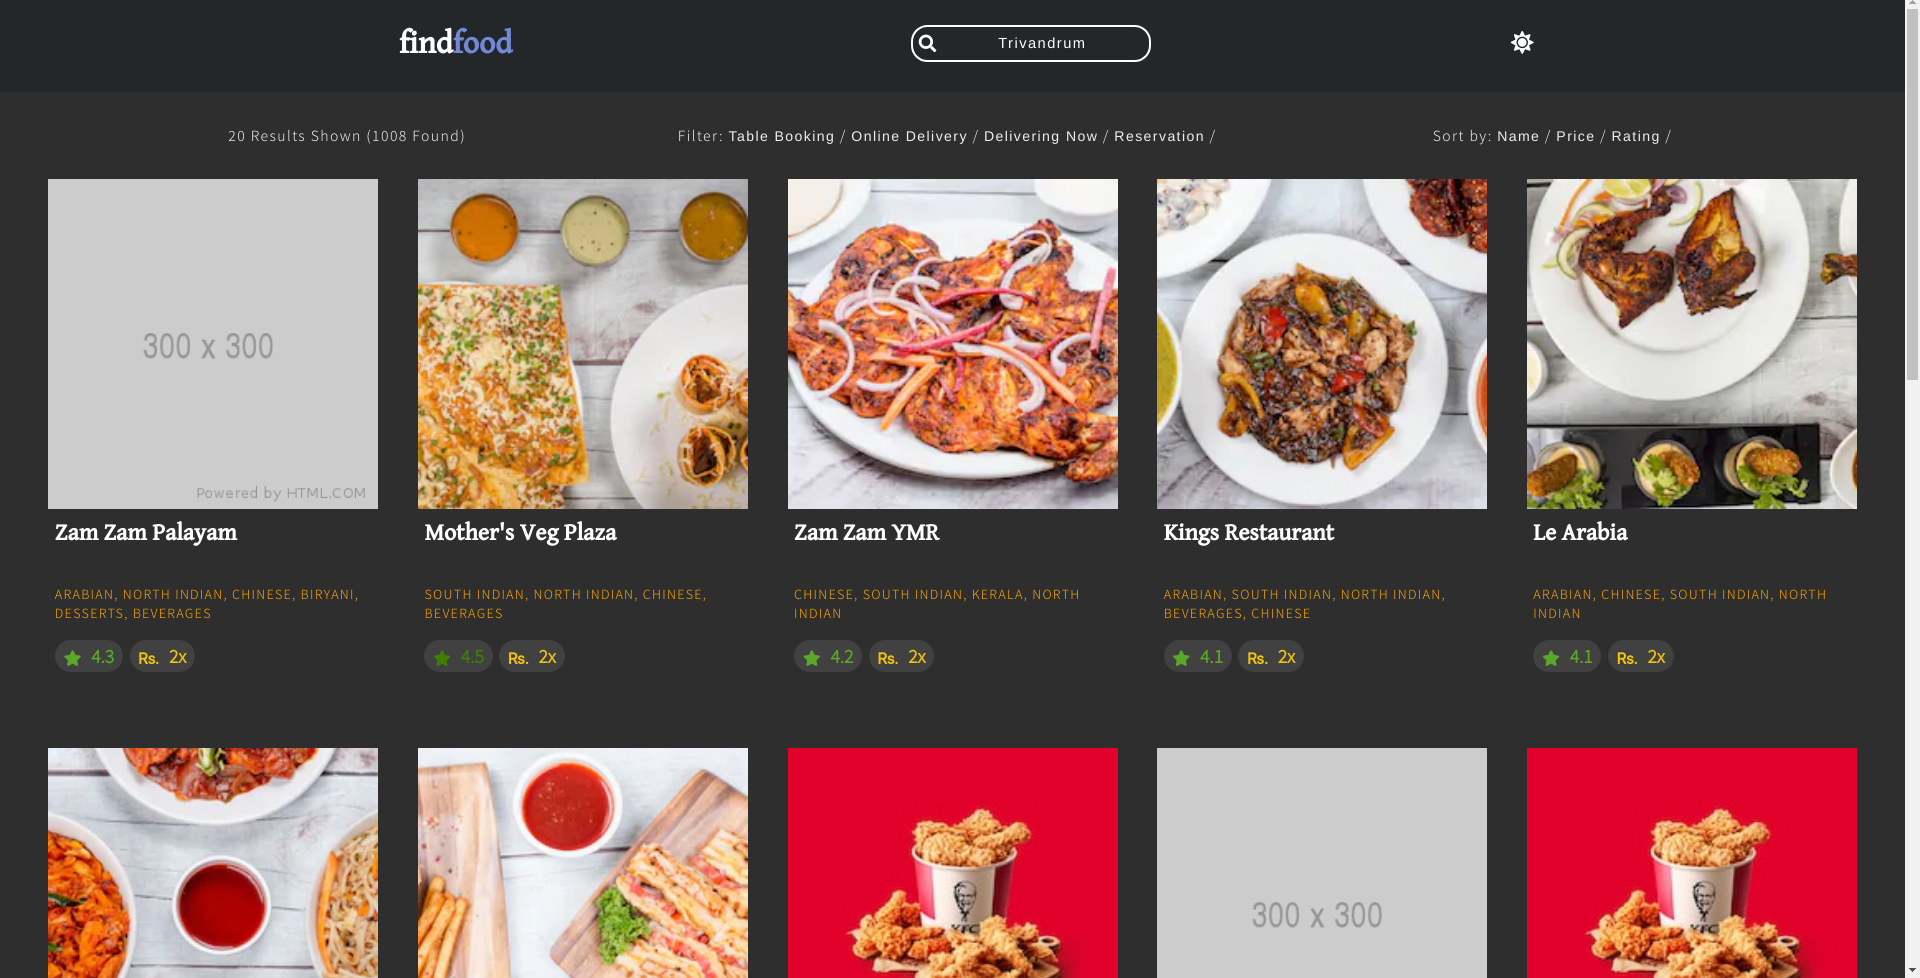 findfood
Trivandrum
20 Results Shown (1008 Found)
Filter: Table Booking / Online Delivery / Delivering Now / Reservation /
Sort by: Name / Price / Rating /
300 x 300
Powered by HTML.COM
Zam Zam Palayam
ARABIAN, NORTH INDIAN, CHINESE, BIRYANI,
DESSERTS, BEVERAGES
4.3 Rs. 2x
Mother's Veg Plaza
SOUTH INDIAN, NORTH INDIAN, CHINESE,
BEVERAGES
4.5 Rs. 2x
Zam Zam YMR
CHINESE, SOUTH INDIAN, KERALA, NORTH
INDIAN
4.2 Rs. 2x
Kings Restaurant
ARABIAN, SOUTH INDIAN, NORTH INDIAN,
BEVERAGES, CHINESE
4.1 Rs. 2x
Le Arabia
ARABIAN, CHINESE, SOUTH INDIAN, NORTH
INDIAN
4.1 Rs. 2x
KFC
300 x 300
KFC